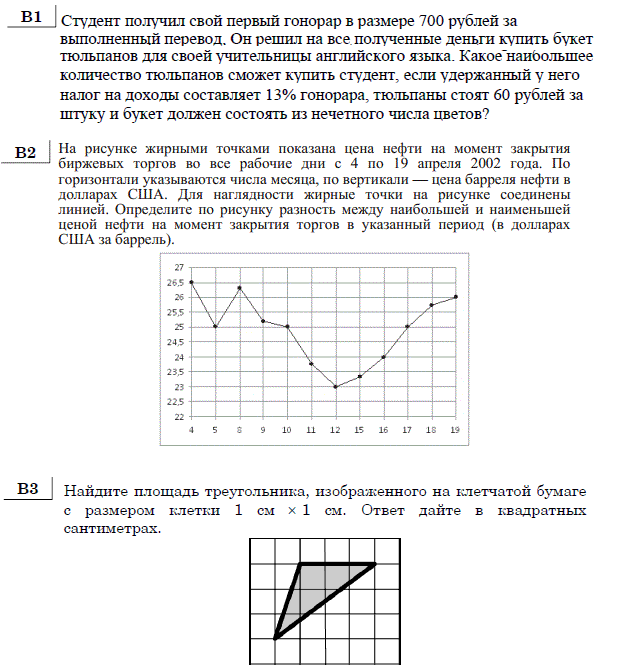 B1
Студент получил свой первый гонорар в размере 700 рублей за
выполненный перевод. Он решил на все полученные деньги купить букет
тюльпанов для своей учительницы английского языка. Какое наибольшее
количество тюльпанов сможет купить студент, если удержанный у него
налог на доходы составляет 13% гонорара, тюльпаны стоят 60 рублей за
штуку и букет должен состоять из нечетного числа цветов?
B2
На рисунке жирными точками показана цена нефти на момент закрытия
биржевых торгов во все рабочие дни с 4 по 19 апреля 2002 года. По
горизонтали указываются числа месяца, по вертикали — цена барреля нефти в
долларах США. Для наглядности жирные точки на рисунке соединены
линией. Определите по рисунку разность между наибольшей и наименьшей
ценой нефти на момент закрытия торгов в указанный период (в долларах
США за баррель).
27
26,5
26
25,5
25
24,5
24
23,5
23
22,5
22
4 5 8 9 10 11 12 15 16 17 18 19
B3
Найдите площадь треугольника, изображенного на клетчатой бумаге
с размером клетки 1 см × 1 см. Ответ дайте в квадратных
сантиметрах.